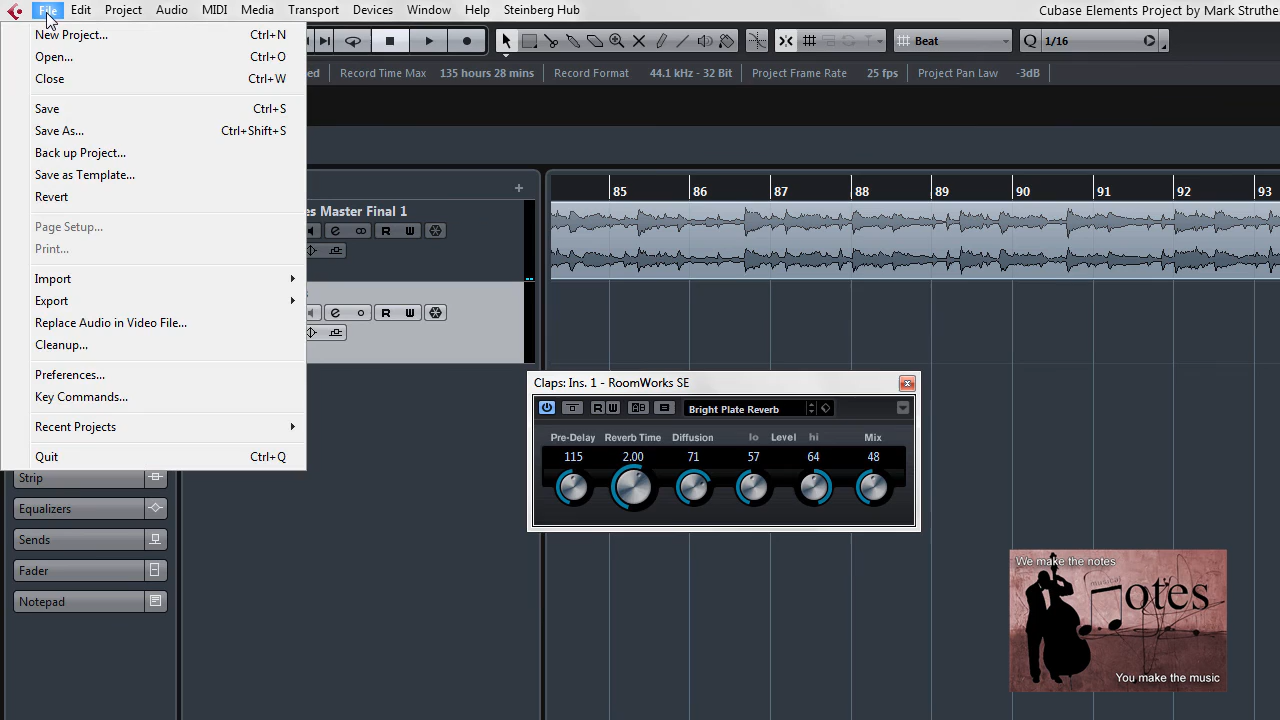 File Edit Project Audio MIDI Media Transport Devices Window Help Steinberg Hub Cubase Elements Project by Mark Struthe
New Project... Ctrl+N
Open... Ctrl+O
Close Ctrl+W
Save Ctrl+S
Save As... Ctrl+Shift+S
Back up Project...
Save as Template...
Revert
Page Setup...
Print...
Import
Export
Replace Audio in Video File...
Cleanup...
Preferences...
Key Commands...
Recent Projects
Quit Ctrl+Q
Beat Q 1/16
ed Record Time Max 135 hours 28 mins Record Format 44.1 kHz - 32 Bit Project Frame Rate 25 fps Project Pan Law -3dB
85 86 87 88 89 90 91 92 93
es Master Final 1
e R W
e R W
Claps: Ins. 1 - RoomWorks SE
R W A B Bright Plate Reverb
Pre-Delay Reverb Time Diffusion lo Level hi Mix
115 2.00 71 57 64 48
Strip
Equalizers
Sends
Fader
Notepad
We make the notes
musical
otes
You make the music